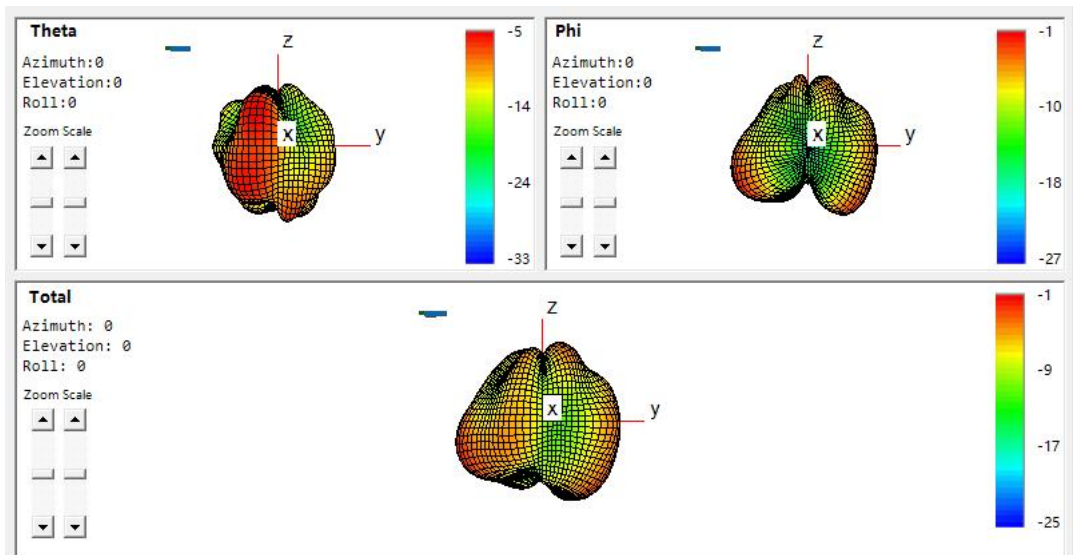 Theta
Azimuth:0
Elevation:0
Roll:0
Zoom Scale
z
x
y
-5
-14
-24
-33
Phi
Azimuth:0
Elevation:0
Roll:0
Zoom Scale
z
x
y
-1
-10
-18
-27
Total
Azimuth: 0
Elevation: 0
Roll: 0
Zoom Scale
z
x
y
-1
-9
-17
-25